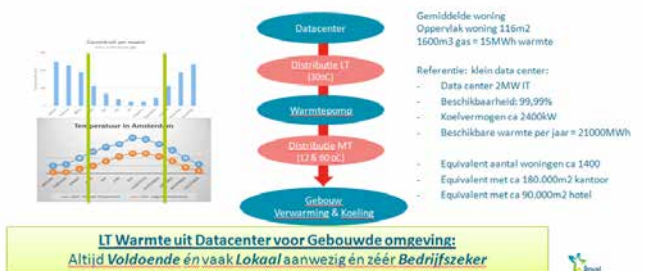 Gasverbruik per maand
Temperatuur in Amsterdam
Datacenter
Distributie LT
(30oC)
Warmtepomp
Distributie MT
(12 & 60 oC)
Gebouw
Verwarming & Koeling
Gemiddelde woning
Oppervlak woning 116m2
1600m3 gas = 15MWh warmte
Referentie: klein data center:
- Data center 2MW IT
- Beschikbaarheid: 99,99%
- Koelvermogen ca 2400kW
- Beschikbare warmte per jaar = 21000MWh
- Equivalent aantal woningen ca 1400
- Equivalent met ca 180.000m2 kantoor
- Equivalent met ca 90.000m2 hotel
LT Warmte uit Datacenter voor Gebouwde omgeving:
Altijd Voldoende én vaak Lokaal aanwezig én zéér Bedrijfszeker